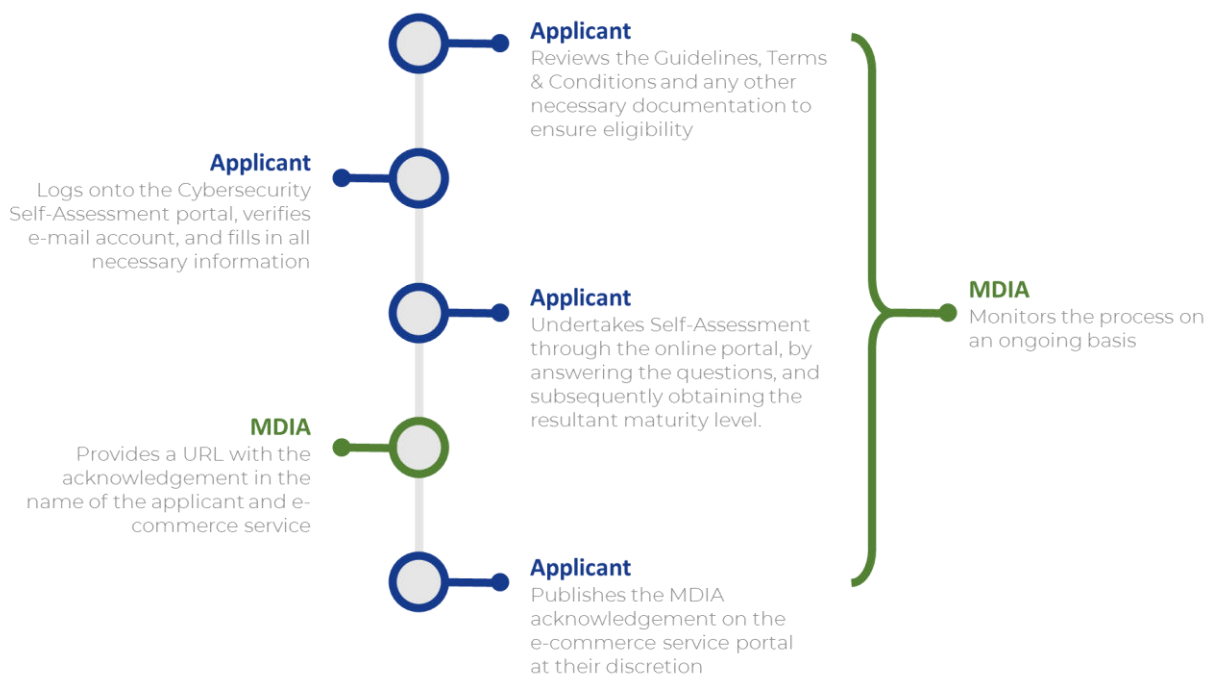 Applicant
Reviews the Guidelines, Terms
& Conditions and any other
necessary documentation to
ensure eligibility
Applicant
Logs onto the Cybersecurity
Self-Assessment portal, verifies
e-mail account, and fills in all
necessary information
Applicant
Undertakes Self-Assessment
through the online portal, by
answering the questions, and
subsequently obtaining the
resultant maturity level.
MDIA
Provides a URL with the
acknowledgement in the
name of the applicant and e-
commerce service
Applicant
Publishes the MDIA
acknowledgement on the
e-commerce service portal
at their discretion
MDIA
Monitors the process on
an ongoing basis